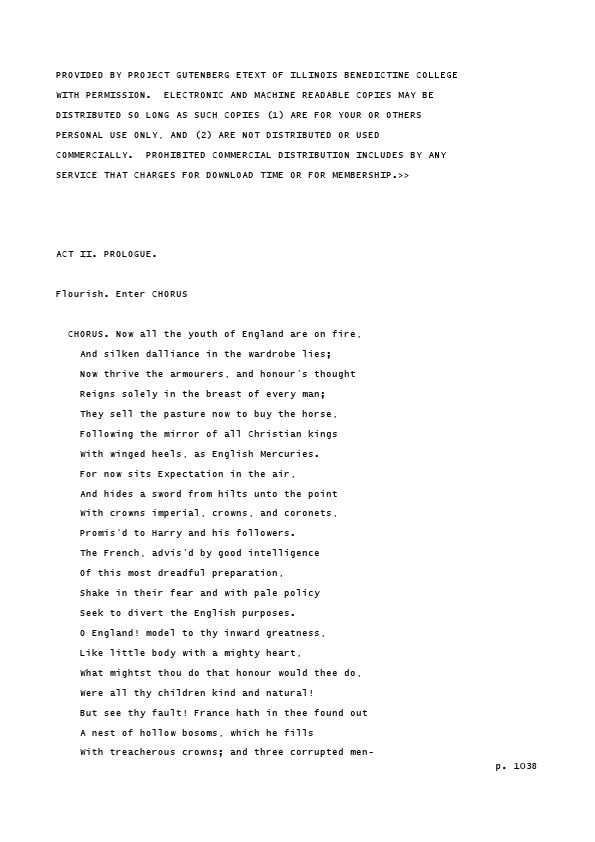 PROVIDED BY PROJECT GUTENBERG ETEXT OF ILLINOIS BENEDICTINE COLLEGE
WITH PERMISSION.  ELECTRONIC AND MACHINE READABLE COPIES MAY BE
DISTRIBUTED SO LONG AS SUCH COPIES (1) ARE FOR YOUR OR OTHERS
PERSONAL USE ONLY, AND (2) ARE NOT DISTRIBUTED OR USED
COMMERCIALLY.  PROHIBITED COMMERCIAL DISTRIBUTION INCLUDES BY ANY
SERVICE THAT CHARGES FOR DOWNLOAD TIME OR FOR MEMBERSHIP.>>
ACT II. PROLOGUE.
Flourish. Enter CHORUS
CHORUS. Now all the youth of England are on fire,
And silken dalliance in the wardrobe lies;
Now thrive the armourers, and honour's thought
Reigns solely in the breast of every man;
They sell the pasture now to buy the horse,
Following the mirror of all Christian kings
With winged heels, as English Mercuries.
For now sits Expectation in the air,
And hides a sword from hilts unto the point
With crowns imperial, crowns, and coronets,
Promis'd to Harry and his followers.
The French, advis'd by good intelligence
Of this most dreadful preparation,
Shake in their fear and with pale policy
Seek to divert the English purposes.
O England! model to thy inward greatness,
Like little body with a mighty heart,
What mightst thou do that honour would thee do,
Were all thy children kind and natural!
But see thy fault! France hath in thee found out
A nest of hollow bosoms, which he fills
With treacherous crowns; and three corrupted men-
p. 1038